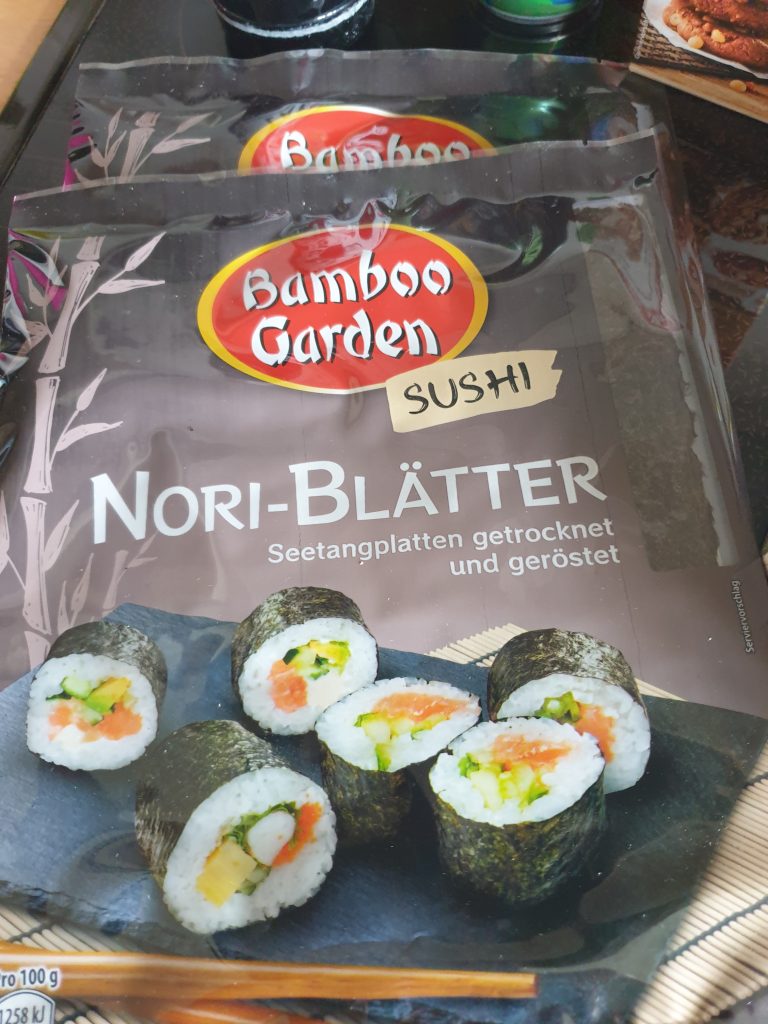 Bamboo
Bamboo
Garden
SUSHI
NORI-BLÄTTER
Seetangplatten getrocknet
und geröstet
Serviervorschlag
Pro 100 g
1258 kJ